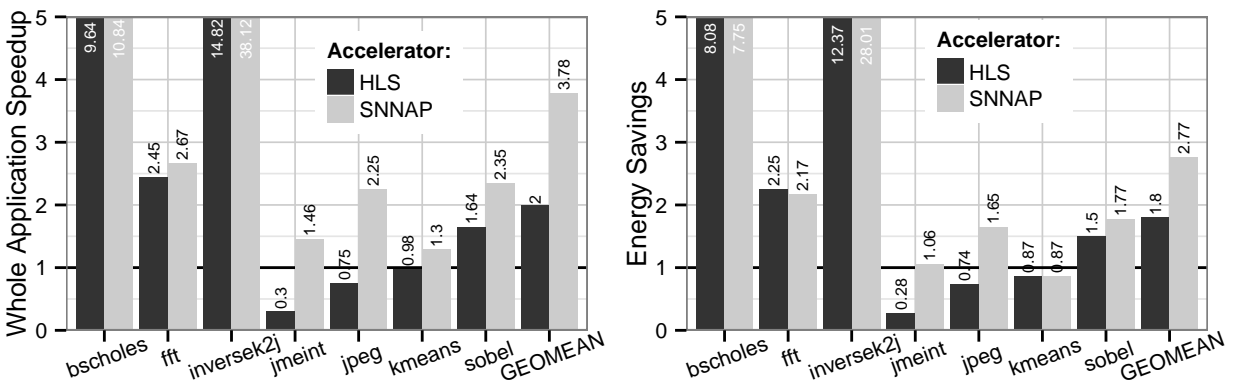 Whole Application Speedup
5
4
3
2
1
0
9.64
10.84
2.45
2.67
14.82
38.12
0.3
1.46
0.75
2.25
0.98
1.3
1.64
2.35
2
3.78
Accelerator:
HLS
SNNAP
bscholes
fft
inversek2j
jmeint
jpeg
kmeans
sobel
GEOMEAN
Energy Savings
5
4
3
2
1
0
8.08
7.75
2.25
2.17
12.37
28.01
0.28
1.06
0.74
1.65
0.87
0.87
1.5
1.77
1.8
2.77
Accelerator:
HLS
SNNAP
bscholes
fft
inversek2j
jmeint
jpeg
kmeans
sobel
GEOMEAN